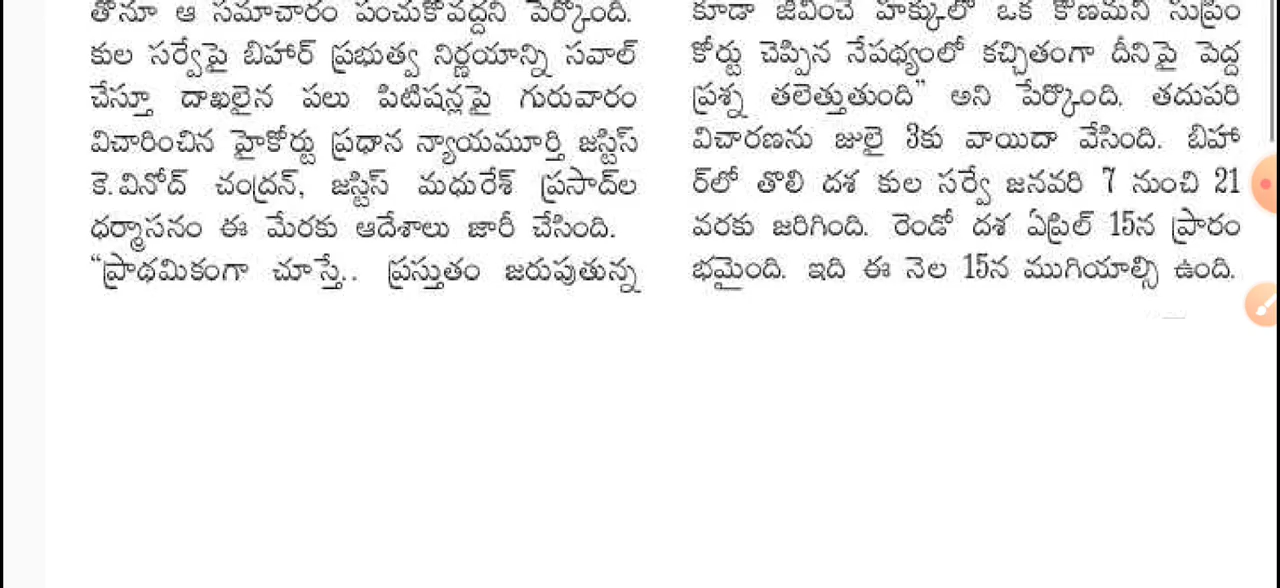 తోనూ ఆ సమాచారం పంచుకోవద్దని పేర్కొంది.
కుల సర్వేపై బిహార్ ప్రభుత్వ నిర్ణయాన్ని సవాల్
చేస్తూ దాఖలైన పలు పిటిషన్లపై గురువారం
విచారించిన హైకోర్టు ప్రధాన న్యాయమూర్తి జస్టిస్
కె.వినోద్ చంద్రన్, జస్టిస్ మధురేశ్ ప్రసాద్‌ల
ధర్మాసనం ఈ మేరకు ఆదేశాలు జారీ చేసింది.
“ప్రాథమికంగా చూస్తే.. ప్రస్తుతం జరుపుతున్న
కూడా జీవించే హక్కులో ఒక కోణమని సుప్రీం
కోర్టు చెప్పిన నేపథ్యంలో కచ్చితంగా దీనిపై పెద్ద
ప్రశ్న తలెత్తుతుంది” అని పేర్కొంది. తదుపరి
విచారణను జులై 3కు వాయిదా వేసింది. బిహా
ర్‌లో తొలి దశ కుల సర్వే జనవరి 7 నుంచి 21
వరకు జరిగింది. రెండో దశ ఏప్రిల్ 15న ప్రారం
భమైంది. ఇది ఈ నెల 15న ముగియాల్సి ఉంది.